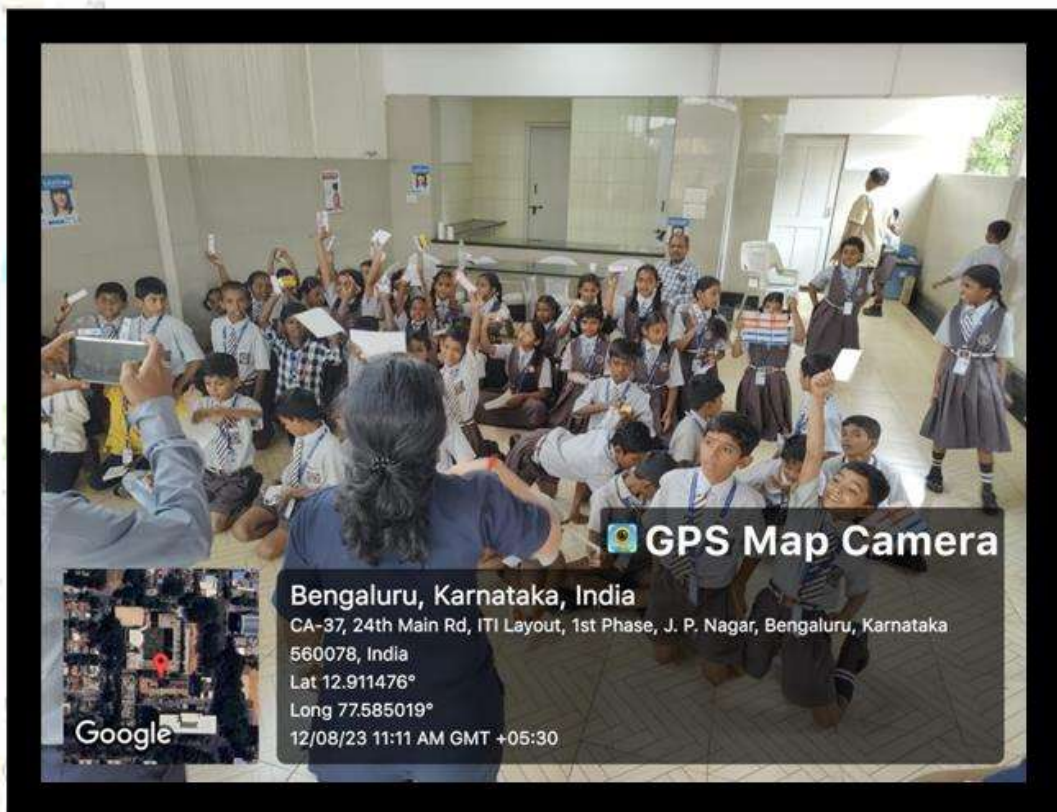 GPS Map Camera
Bengaluru, Karnataka, India
CA-37, 24th Main Rd, ITI Layout, 1st Phase, J. P. Nagar, Bengaluru, Karnataka
560078, India
Lat 12.911476°
Long 77.585019°
12/08/23 11:11 AM GMT +05:30
Google